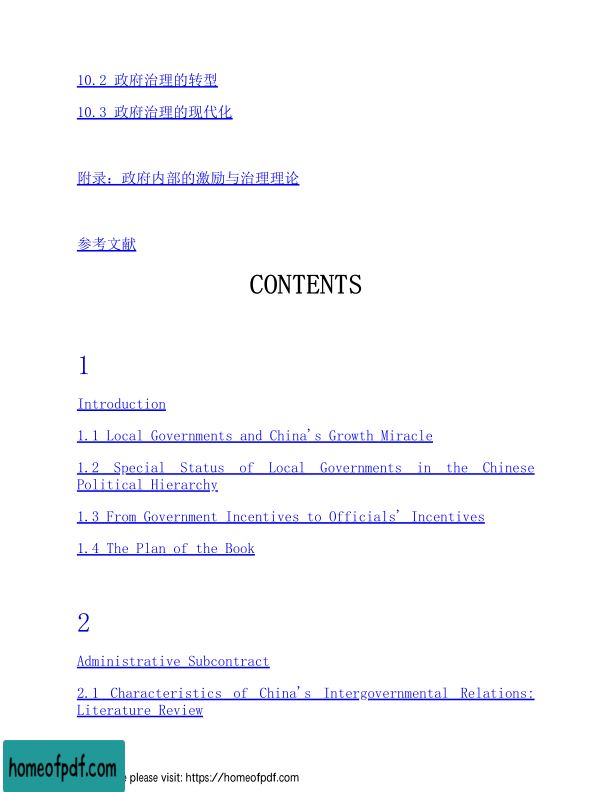 10.2 政府治理的转型
10.3 政府治理的现代化
附录：政府内部的激励与治理理论
参考文献
CONTENTS
1
Introduction
1.1 Local Governments and China's Growth Miracle
1.2 Special Status of Local Governments in the Chinese
Political Hierarchy
1.3 From Government Incentives to Officials' Incentives
1.4 The Plan of the Book
2
Administrative Subcontract
2.1 Characteristics of China's Intergovernmental Relations:
Literature Review
homeofpdf.com
please visit: https://homeofpdf.com